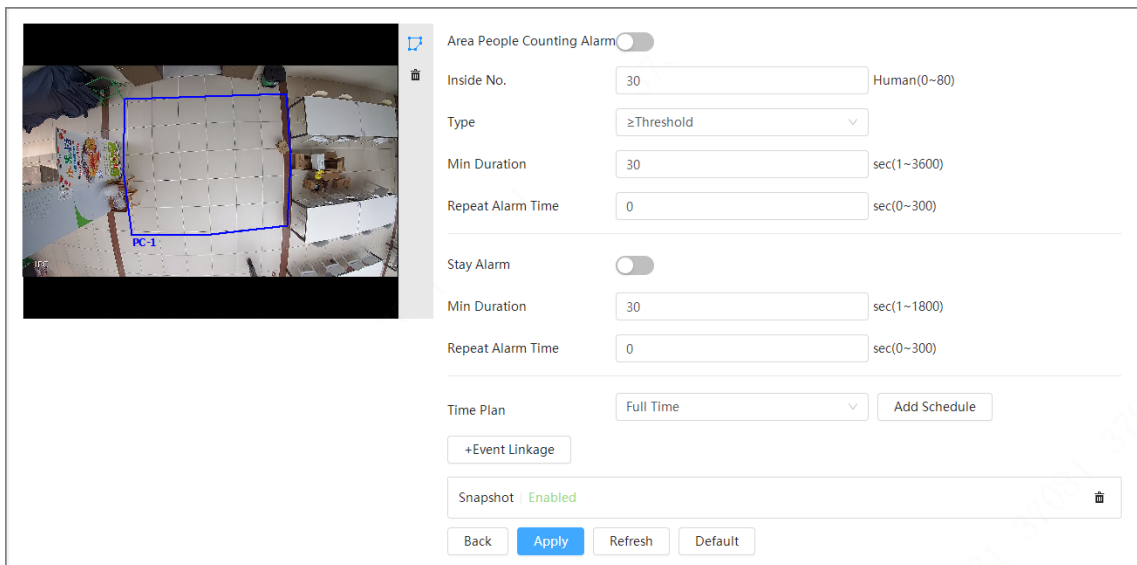 Area People Counting Alarm
Inside No. 30 Human(0~80)
Type ≥Threshold
Min Duration 30 sec(1~3600)
Repeat Alarm Time 0 sec(0~300)
PC-1
IPC
Stay Alarm
Min Duration 30 sec(1~1800)
Repeat Alarm Time 0 sec(0~300)
Time Plan Full Time Add Schedule
+Event Linkage
Snapshot | Enabled
Back Apply Refresh Default